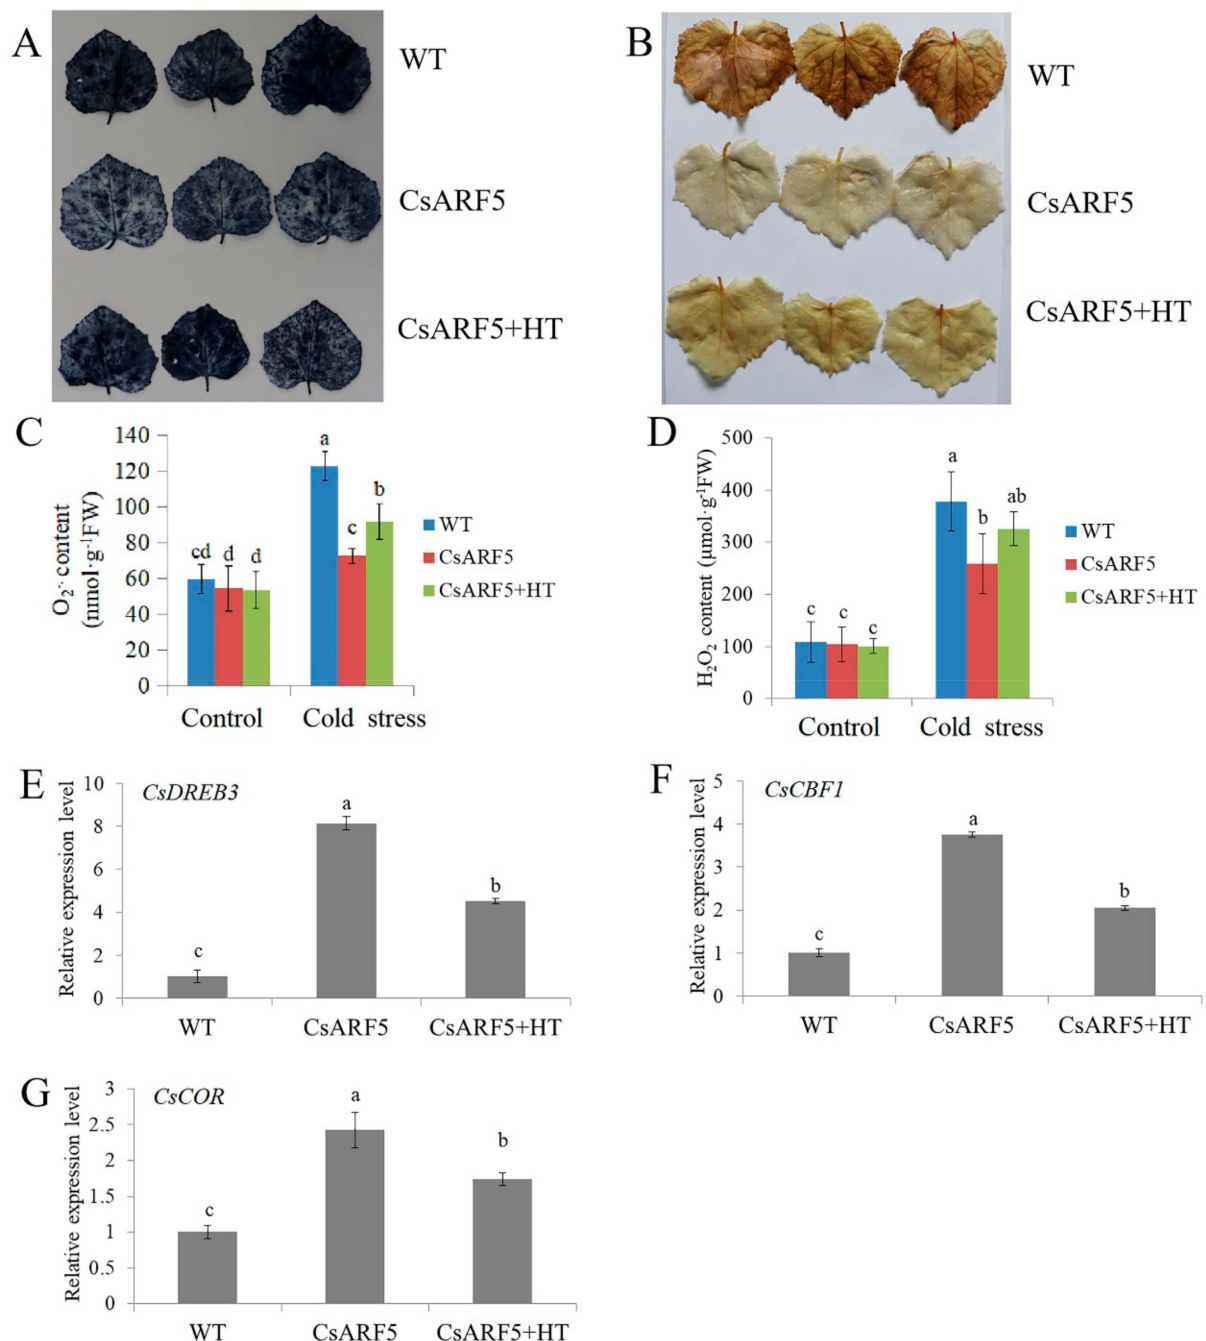 A
WT
CsARF5
CsARF5+HT
B
WT
CsARF5
CsARF5+HT
C
O₂·⁻ content
(nmol·g⁻¹FW)
140
120
100
80
60
40
20
0
cd
d
d
a
c
b
Control
Cold stress
WT
CsARF5
CsARF5+HT
D
H₂O₂ content (μmol·g⁻¹FW)
500
400
300
200
100
0
c
c
c
a
b
ab
Control
Cold stress
WT
CsARF5
CsARF5+HT
E
CsDREB3
Relative expression level
10
8
6
4
2
0
c
a
b
WT
CsARF5
CsARF5+HT
F
CsCBF1
Relative expression level
5
4
3
2
1
0
c
a
b
WT
CsARF5
CsARF5+HT
G
CsCOR
Relative expression level
3
2.5
2
1.5
1
0.5
0
c
a
b
WT
CsARF5
CsARF5+HT